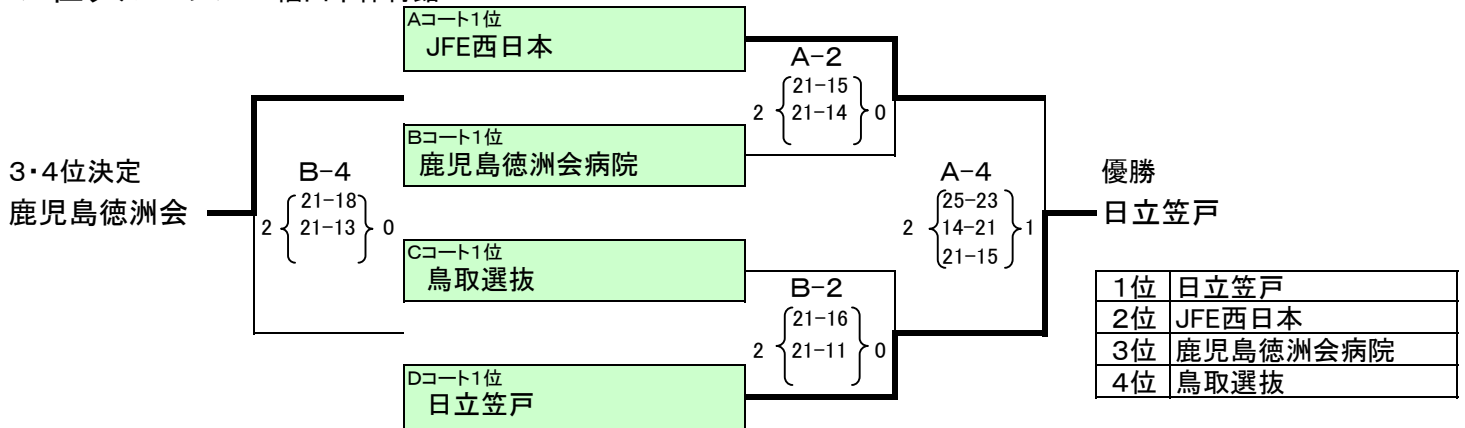 Aコート1位
JFE西日本
A-2
21-15
2 21-14 0
Bコート1位
鹿児島徳洲会病院
3・4位決定
鹿児島徳洲会
B-4
21-18
2 21-13 0
A-4
25-23
2 14-21 1
21-15
優勝
日立笠戸
Cコート1位
鳥取選抜
B-2
21-16
2 21-11 0
Dコート1位
日立笠戸
1位 日立笠戸
2位 JFE西日本
3位 鹿児島徳洲会病院
4位 鳥取選抜